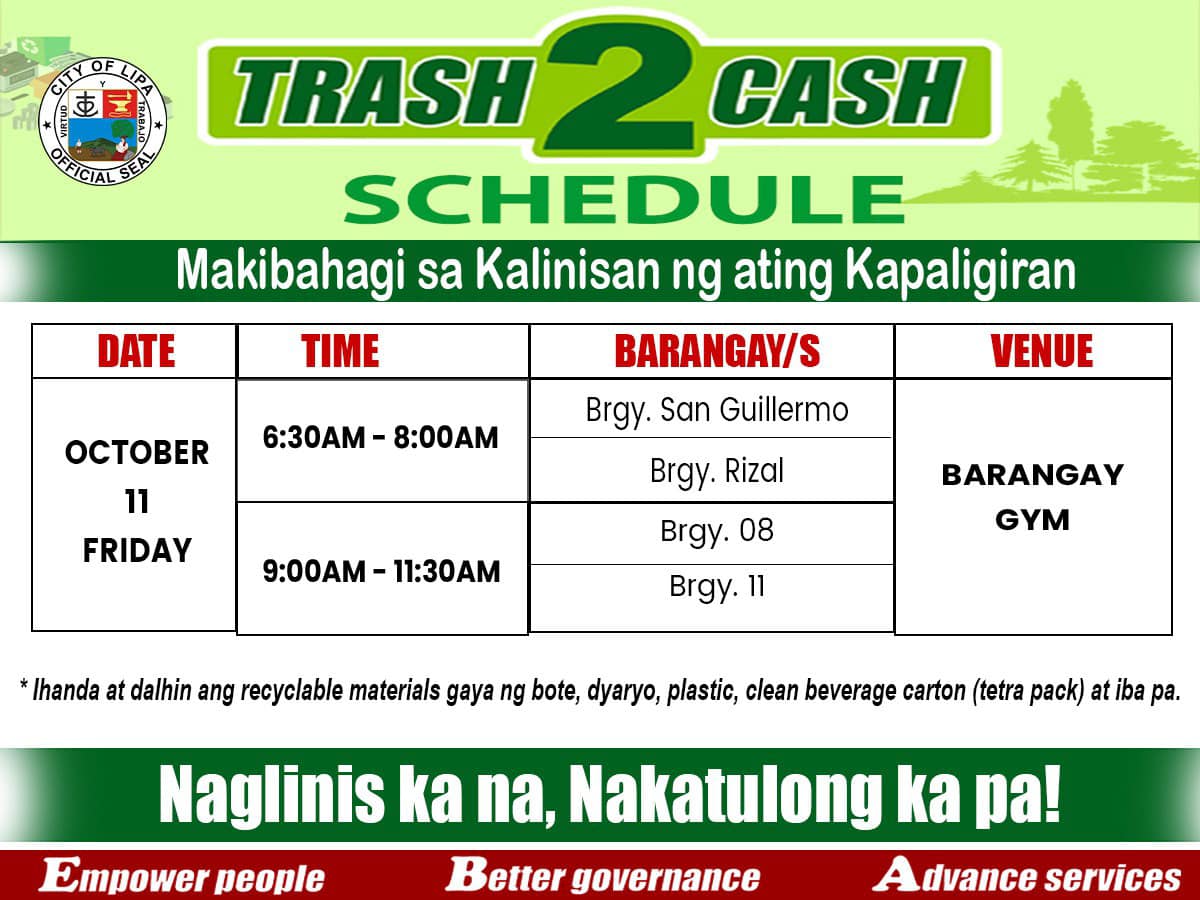 CITY OF LIPA
VIRTUD
Y
TRABAJO
OFFICIAL SEAL
TRASH 2 CASH
SCHEDULE
Makibahagi sa Kalinisan ng ating Kapaligiran
DATE TIME BARANGAY/S VENUE
OCTOBER
11
FRIDAY
6:30AM - 8:00AM
Brgy. San Guillermo
Brgy. Rizal
9:00AM - 11:30AM
Brgy. 08
Brgy. 11
BARANGAY
GYM
* Ihanda at dalhin ang recyclable materials gaya ng bote, dyaryo, plastic, clean beverage carton (tetra pack) at iba pa.
Naglinis ka na, Nakatulong ka pa!
Empower people Better governance Advance services